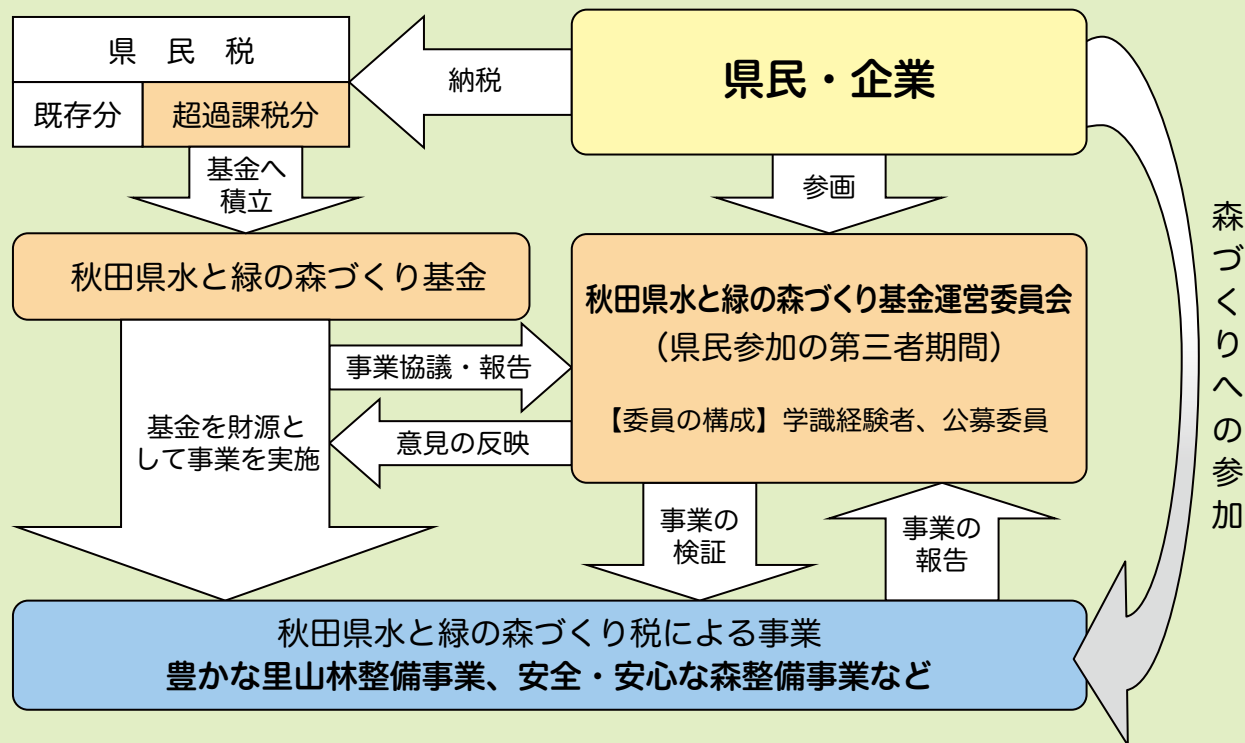 県民税
既存分
超過課税分
納税
県民・企業
基金へ
積立
参画
森づくりへの参加
秋田県水と緑の森づくり基金
秋田県水と緑の森づくり基金運営委員会
（県民参加の第三者期間）
【委員の構成】学識経験者、公募委員
事業協議・報告
意見の反映
基金を財源と
して事業を実施
事業の
検証
事業の
報告
秋田県水と緑の森づくり税による事業
豊かな里山林整備事業、安全・安心な森整備事業など